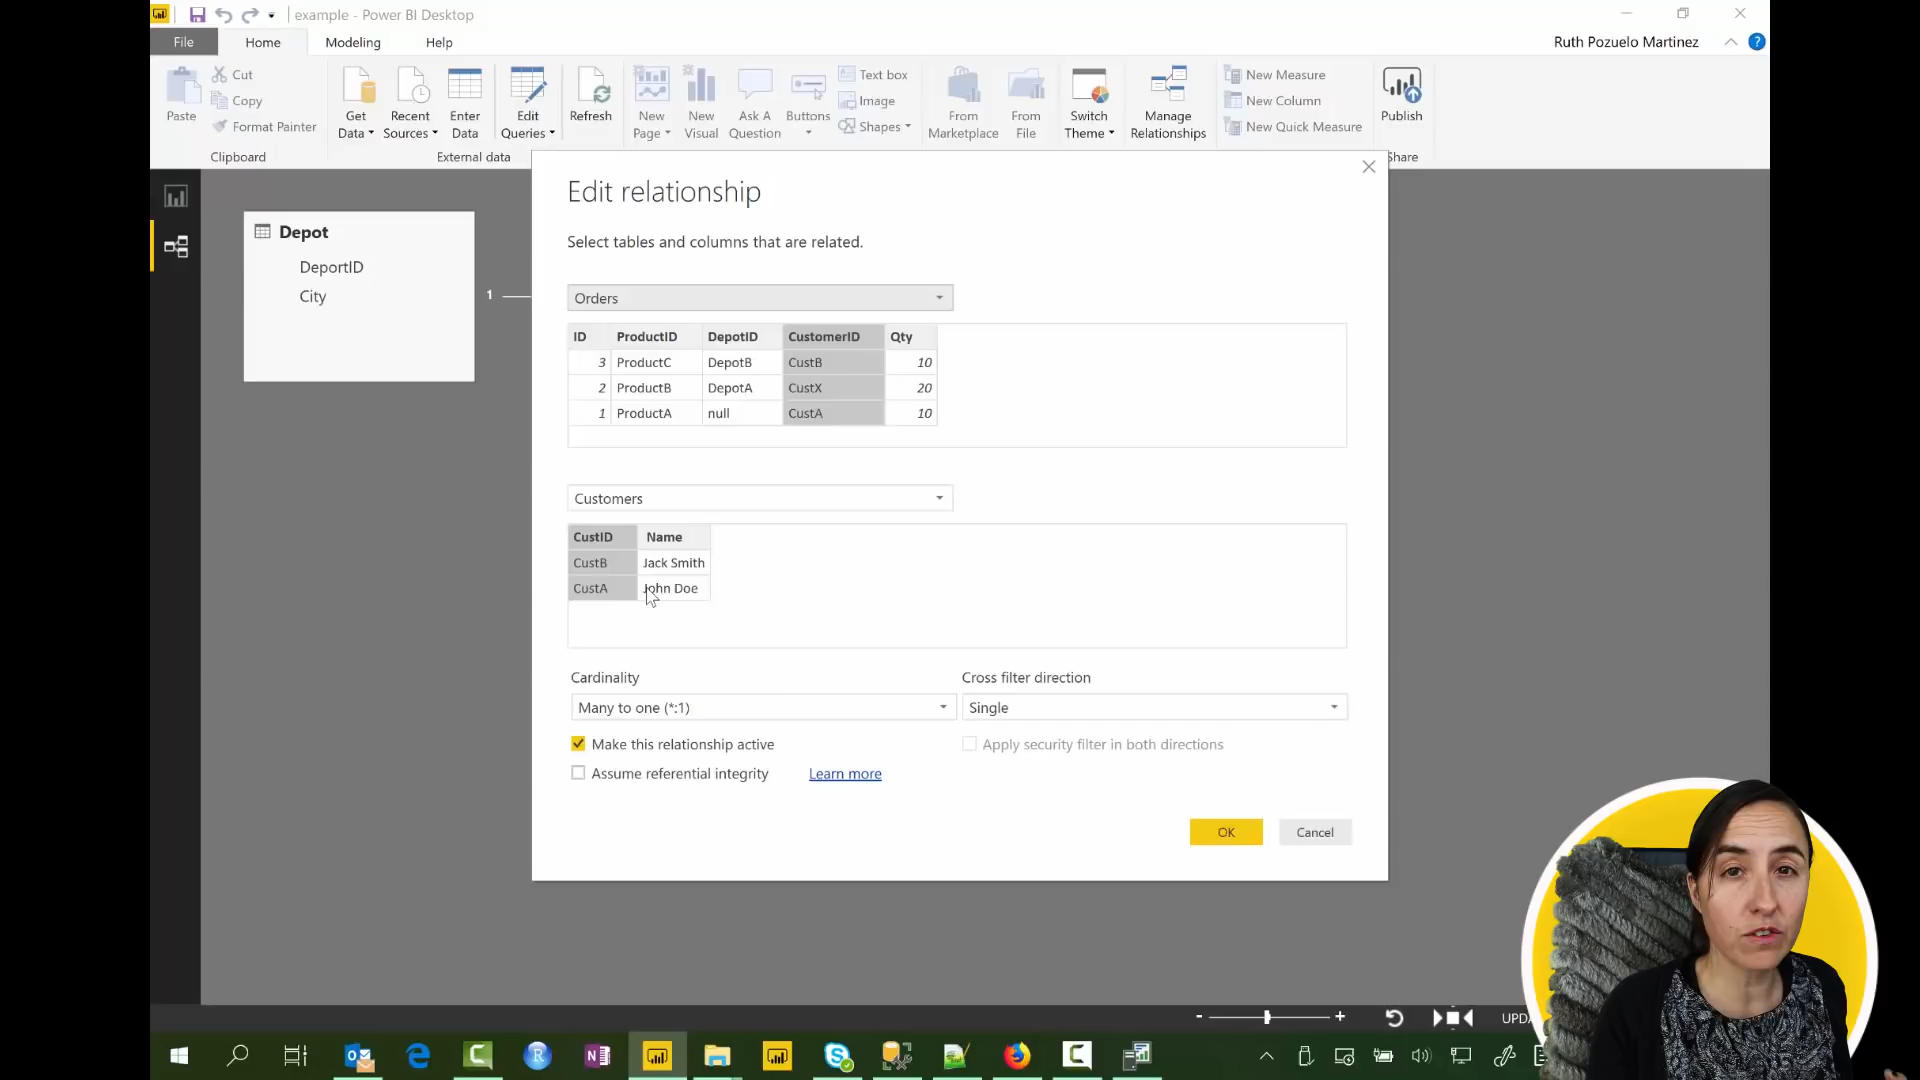 example - Power BI Desktop
File
Home
Modeling
Help
Ruth Pozuelo Martinez
?
Paste
Cut
Copy
Format Painter
Clipboard
Get Data
Recent Sources
Enter Data
External data
Edit Queries
Refresh
New Page
New Visual
Ask A Question
Buttons
Text box
Image
Shapes
From Marketplace
From File
Switch Theme
Manage Relationships
New Measure
New Column
New Quick Measure
Publish
Share
Depot
DeportID
City
1
Edit relationship
Select tables and columns that are related.
Orders
ID ProductID DepotID CustomerID Qty
3 ProductC DepotB CustB 10
2 ProductB DepotA CustX 20
1 ProductA null CustA 10
Customers
CustID Name
CustB Jack Smith
CustA John Doe
Cardinality
Cross filter direction
Many to one (*:1)
Single
Make this relationship active
Apply security filter in both directions
Assume referential integrity
Learn more
OK
Cancel
- +
UPDA